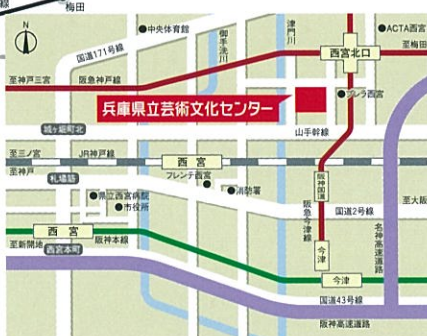 梅田
N
中央体育館
御手洗川
津門川
ACTA西宮
国道171号線
西宮北口
至梅田
至神戸三宮
阪急神戸線
プレラ西宮
兵庫県立芸術文化センター
山手幹線
城ヶ堀町北
至三ノ宮
JR神戸線
西宮
至神戸
札場筋
フレンテ西宮
消防署
阪神国道
県立西宮病院
市役所
阪急今津線
国道2号線
至大阪
西宮
至新開地
阪神本線
西宮本町
名神高速道路
今津
今津
国道43号線
阪神高速道路